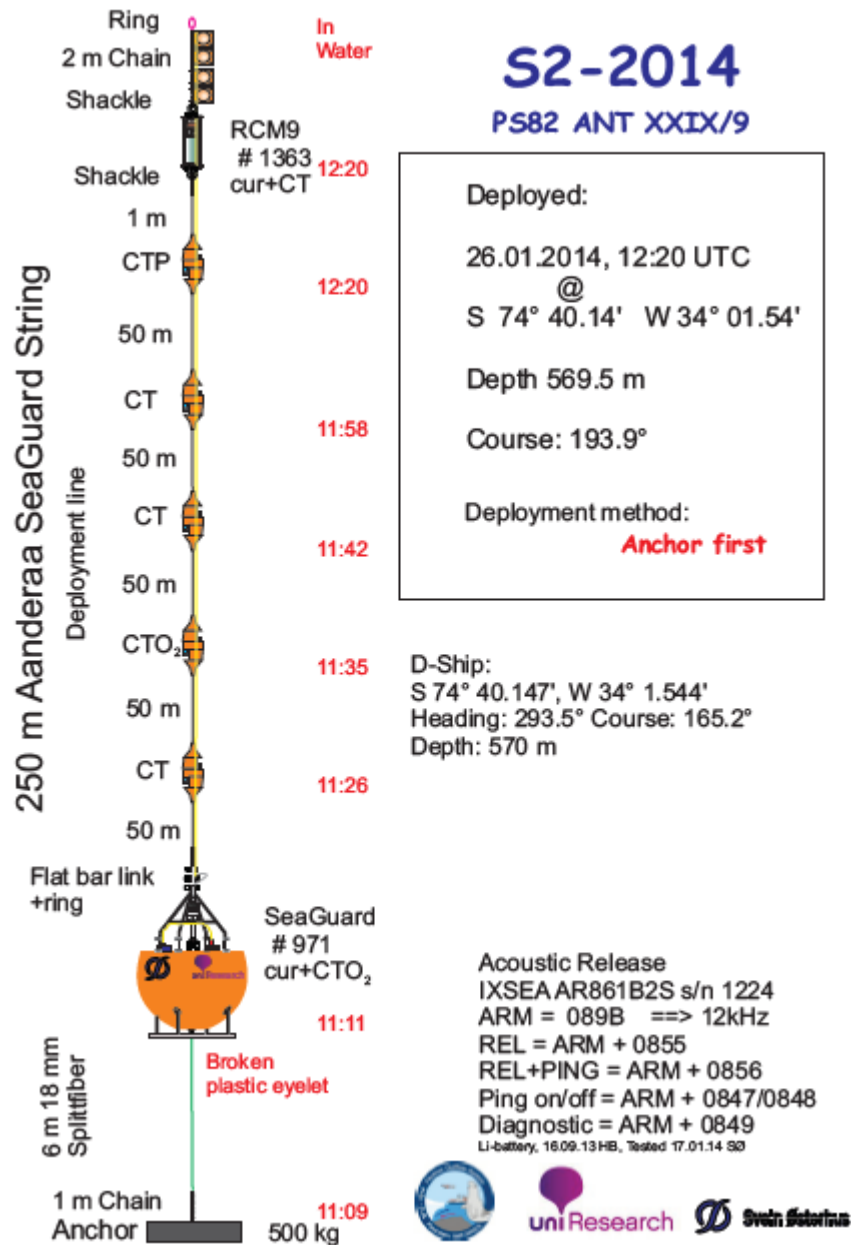 S2-2014
PS82 ANT XXIX/9
Ring
In
Water
2 m Chain
Shackle
RCM9
# 1363
cur+CT
12:20
Shackle
1 m
CTP
12:20
50 m
CT
11:58
50 m
CT
11:42
50 m
CTO₂
11:35
50 m
CT
11:26
50 m
250 m Aanderaa SeaGuard String
Deployment line
Flat bar link
+ring
SeaGuard
# 971
cur+CTO₂
uni Research
11:11
Broken
plastic eyelet
6 m 18 mm
Splittfiber
1 m Chain
11:09
Anchor
500 kg
Deployed:
26.01.2014, 12:20 UTC
@
S 74° 40.14' W 34° 01.54'
Depth 569.5 m
Course: 193.9°
Deployment method:
Anchor first
D-Ship:
S 74° 40.147', W 34° 1.544'
Heading: 293.5° Course: 165.2°
Depth: 570 m
Acoustic Release
IXSEA AR861B2S s/n 1224
ARM = 089B ==> 12kHz
REL = ARM + 0855
REL+PING = ARM + 0856
Ping on/off = ARM + 0847/0848
Diagnostic = ARM + 0849
Li-battery, 16.09.13 HB, Tested 17.01.14 SØ
uni Research
Svein Østerhus